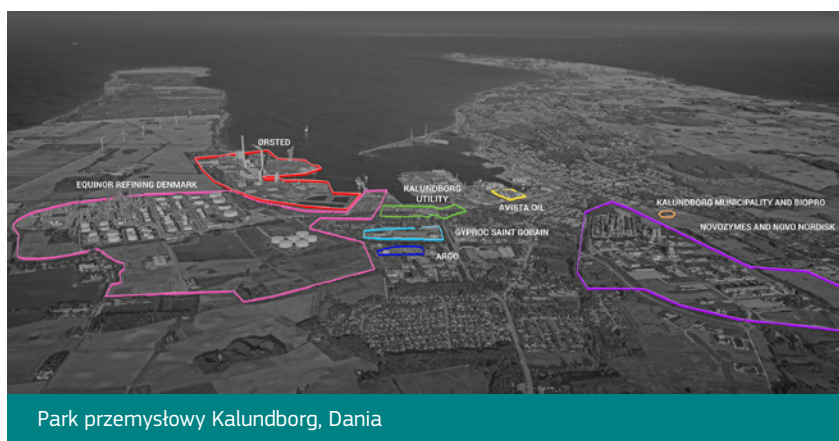 ØRSTED
EQUINOR REFINING DENMARK
KALUNDBORG
UTILITY
AVISTA OIL
KALUNDBORG MUNICIPALITY AND BIOPRO
GYPROC SAINT GOBAIN
NOVOZYMES AND NOVO NORDISK
ARGO
Park przemysłowy Kalundborg, Dania